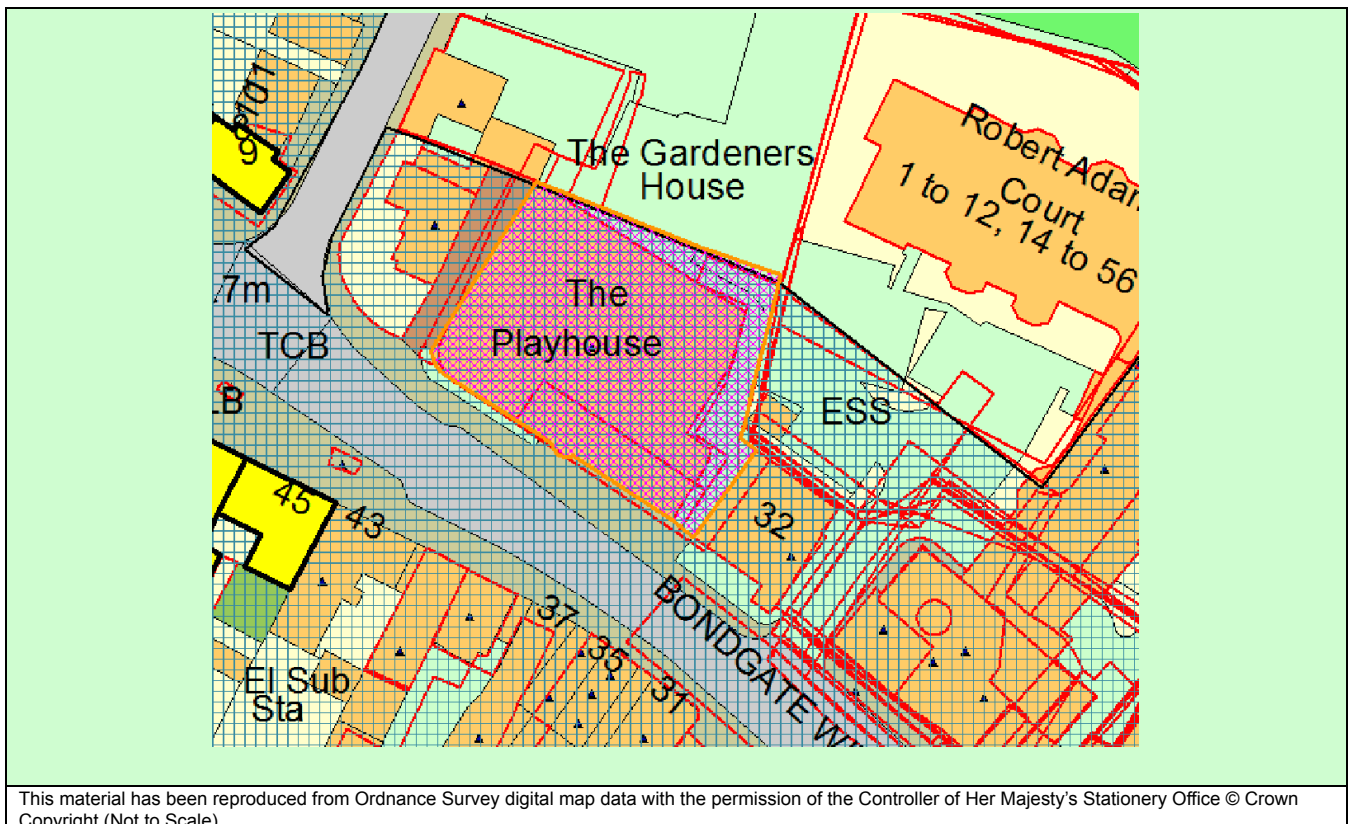 9
The Gardeners
House
Robert Adam
Court
1 to 12, 14 to 56
The
Playhouse
.7m
TCB
LB
ESS
32
45
43
37
35
31
BONDGATE W
El Sub
Sta
This material has been reproduced from Ordnance Survey digital map data with the permission of the Controller of Her Majesty's Stationery Office © Crown
Copyright (Not to Scale)